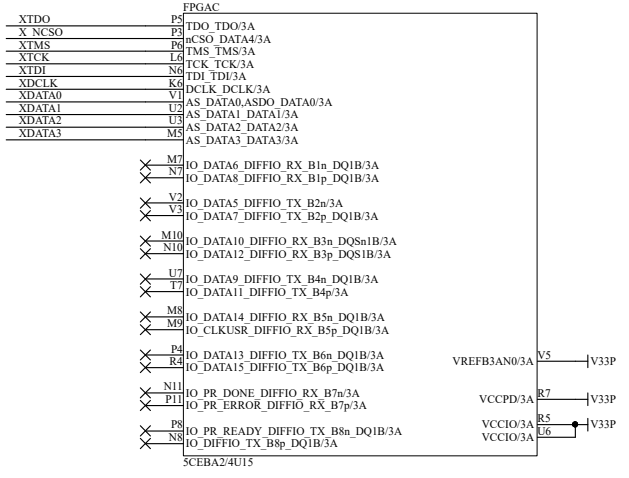 FPGAC
XTDO P5 TDO_TDO/3A
X_NCSO P3 nCSO_DATA4/3A
XTMS P6 TMS_TMS/3A
XTCK L6 TCK_TCK/3A
XTDI N6 TDI_TDI/3A
XDCLK K6 DCLK_DCLK/3A
XDATA0 V1 AS_DATA0,ASDO_DATA0/3A
XDATA1 U2 AS_DATA1_DATA1/3A
XDATA2 U3 AS_DATA2_DATA2/3A
XDATA3 M5 AS_DATA3_DATA3/3A
M7 IO_DATA6_DIFFIO_RX_B1n_DQ1B/3A
N7 IO_DATA8_DIFFIO_RX_B1p_DQ1B/3A
V2 IO_DATA5_DIFFIO_TX_B2n/3A
V3 IO_DATA7_DIFFIO_TX_B2p_DQ1B/3A
M10 IO_DATA10_DIFFIO_RX_B3n_DQSn1B/3A
N10 IO_DATA12_DIFFIO_RX_B3p_DQS1B/3A
U7 IO_DATA9_DIFFIO_TX_B4n_DQ1B/3A
T7 IO_DATA11_DIFFIO_TX_B4p/3A
M8 IO_DATA14_DIFFIO_RX_B5n_DQ1B/3A
M9 IO_CLKUSR_DIFFIO_RX_B5p_DQ1B/3A
P4 IO_DATA13_DIFFIO_TX_B6n_DQ1B/3A
R4 IO_DATA15_DIFFIO_TX_B6p_DQ1B/3A
VREFB3AN0/3A V5 V33P
N11 IO_PR_DONE_DIFFIO_RX_B7n/3A
P11 IO_PR_ERROR_DIFFIO_RX_B7p/3A
VCCPD/3A R7 V33P
P8 IO_PR_READY_DIFFIO_TX_B8n_DQ1B/3A
N8 IO_DIFFIO_TX_B8p_DQ1B/3A
VCCIO/3A R5 V33P
VCCIO/3A U6
5CEBA2/4U15